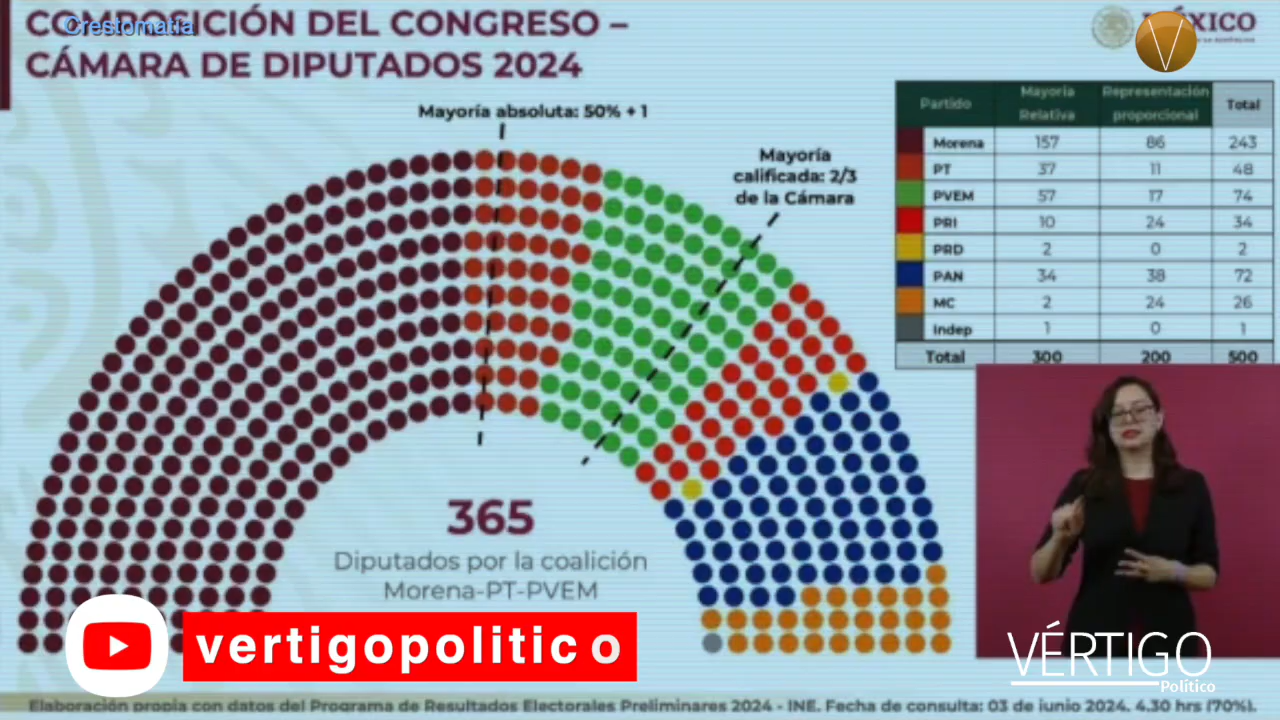 COMPOSICIÓN DEL CONGRESO –
CÁMARA DE DIPUTADOS 2024
Crestomatía
MÉXICO
V
Mayoría absoluta: 50% + 1
Mayoría
calificada: 2/3
de la Cámara
Partido Mayoría Relativa Representación proporcional Total
Morena 157 86 243
PT 37 11 48
PVEM 57 17 74
PRI 10 24 34
PRD 2 0 2
PAN 34 38 72
MC 2 24 26
Indep 1 0 1
Total 300 200 500
365
Diputados por la coalición
Morena-PT-PVEM
vertigopolitico
VÉRTIGO
Político
Elaboración propia con datos del Programa de Resultados Electorales Preliminares 2024 - INE. Fecha de consulta: 03 de junio 2024. 4.30 hrs (70%).